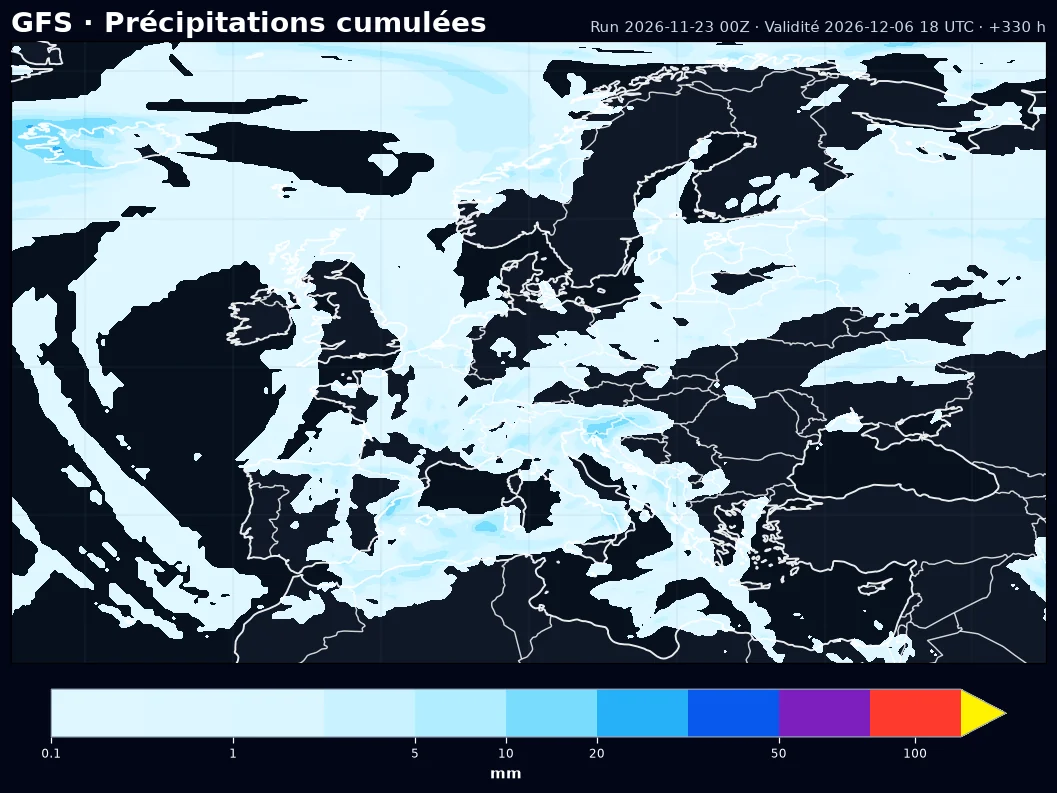 GFS · Précipitations cumulées
Run 2026-11-23 00Z · Validité 2026-12-06 18 UTC · +330 h
0.1 1 5 10 20 50 100
mm